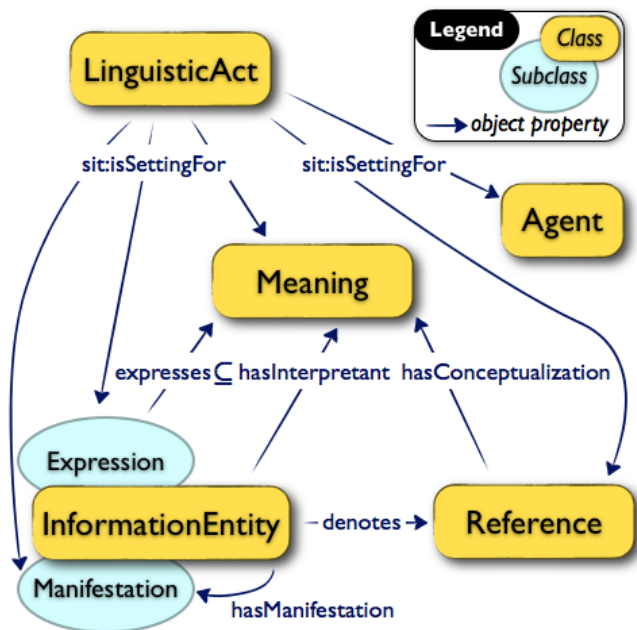 Legend
Class
Subclass
object property
LinguisticAct
sit:isSettingFor
sit:isSettingFor
Agent
Meaning
expresses⊆ hasInterpretant
hasConceptualization
Expression
InformationEntity
denotes
Reference
Manifestation
hasManifestation